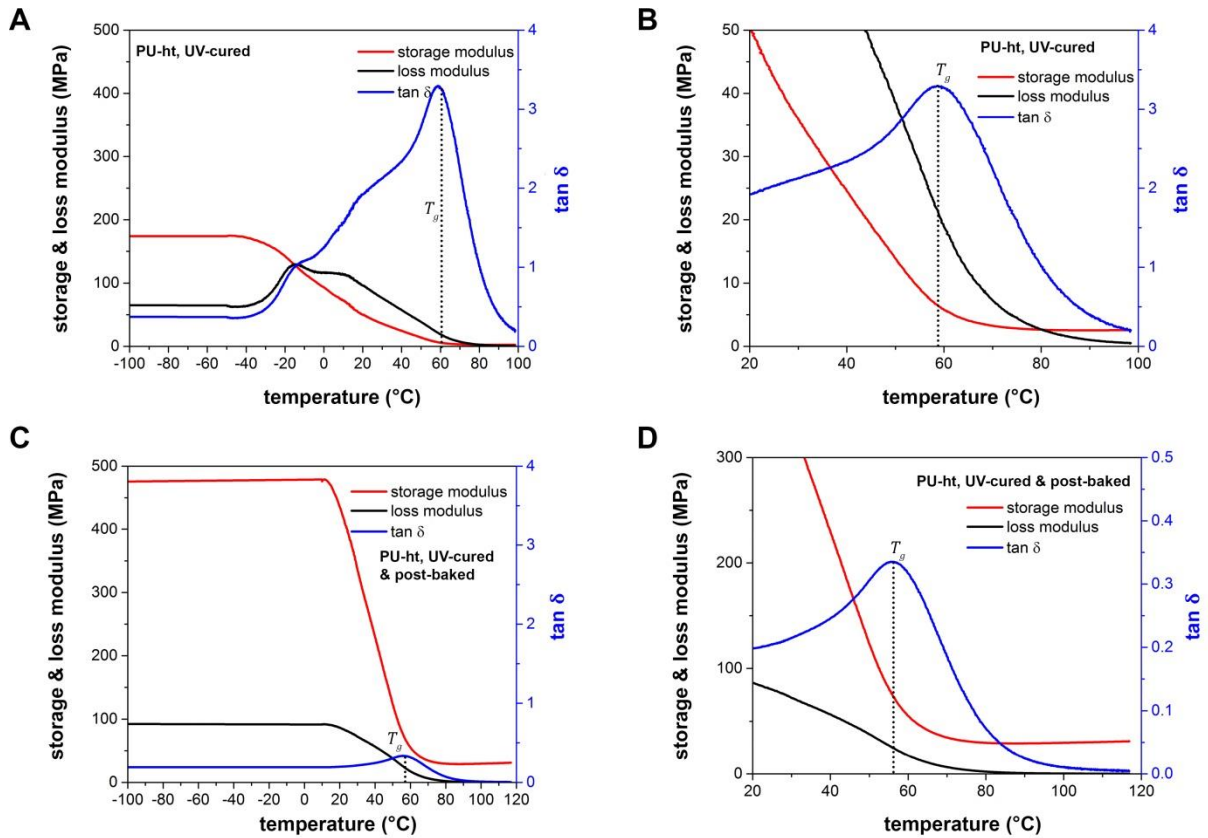 A
PU-ht, UV-cured
storage modulus
loss modulus
tan δ
T_g
storage & loss modulus (MPa)
500
400
300
200
100
0
tan δ
4
3
2
1
0
-100 -80 -60 -40 -20 0 20 40 60 80 100
temperature (°C)
B
PU-ht, UV-cured
storage modulus
loss modulus
tan δ
T_g
storage & loss modulus (MPa)
50
40
30
20
10
0
tan δ
4
3
2
1
0
20 40 60 80 100
temperature (°C)
C
storage modulus
loss modulus
tan δ
PU-ht, UV-cured
& post-baked
T_g
storage & loss modulus (MPa)
500
400
300
200
100
0
tan δ
4
3
2
1
0
-100 -80 -60 -40 -20 0 20 40 60 80 100 120
temperature (°C)
D
PU-ht, UV-cured & post-baked
storage modulus
loss modulus
tan δ
T_g
storage & loss modulus (MPa)
300
200
100
0
tan δ
0.5
0.4
0.3
0.2
0.1
0.0
20 40 60 80 100 120
temperature (°C)